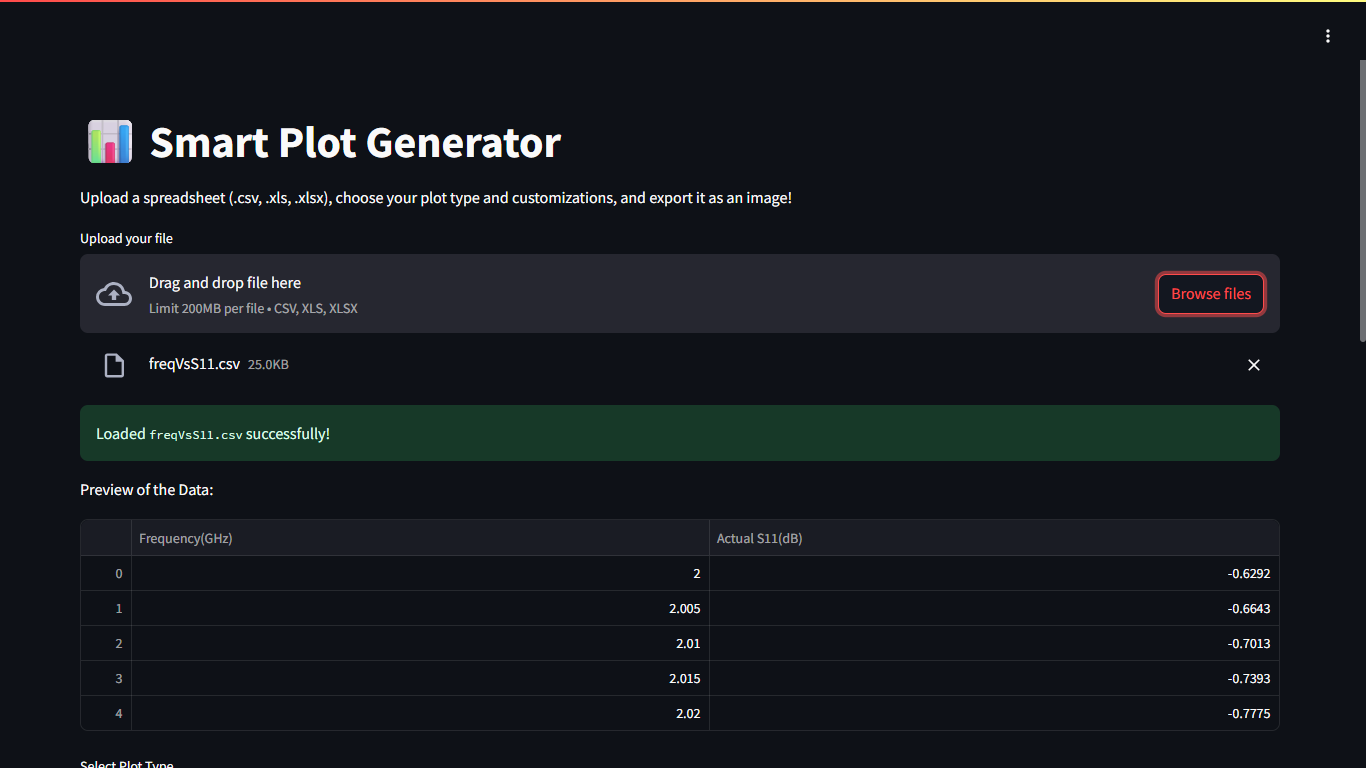 Smart Plot Generator
Upload a spreadsheet (.csv, .xls, .xlsx), choose your plot type and customizations, and export it as an image!
Upload your file
Drag and drop file here
Limit 200MB per file • CSV, XLS, XLSX
Browse files
freqVsS11.csv 25.0KB
Loaded freqVsS11.csv successfully!
Preview of the Data:
Frequency(GHz) Actual S11(dB)
0 2 -0.6292
1 2.005 -0.6643
2 2.01 -0.7013
3 2.015 -0.7393
4 2.02 -0.7775
Select Plot Type